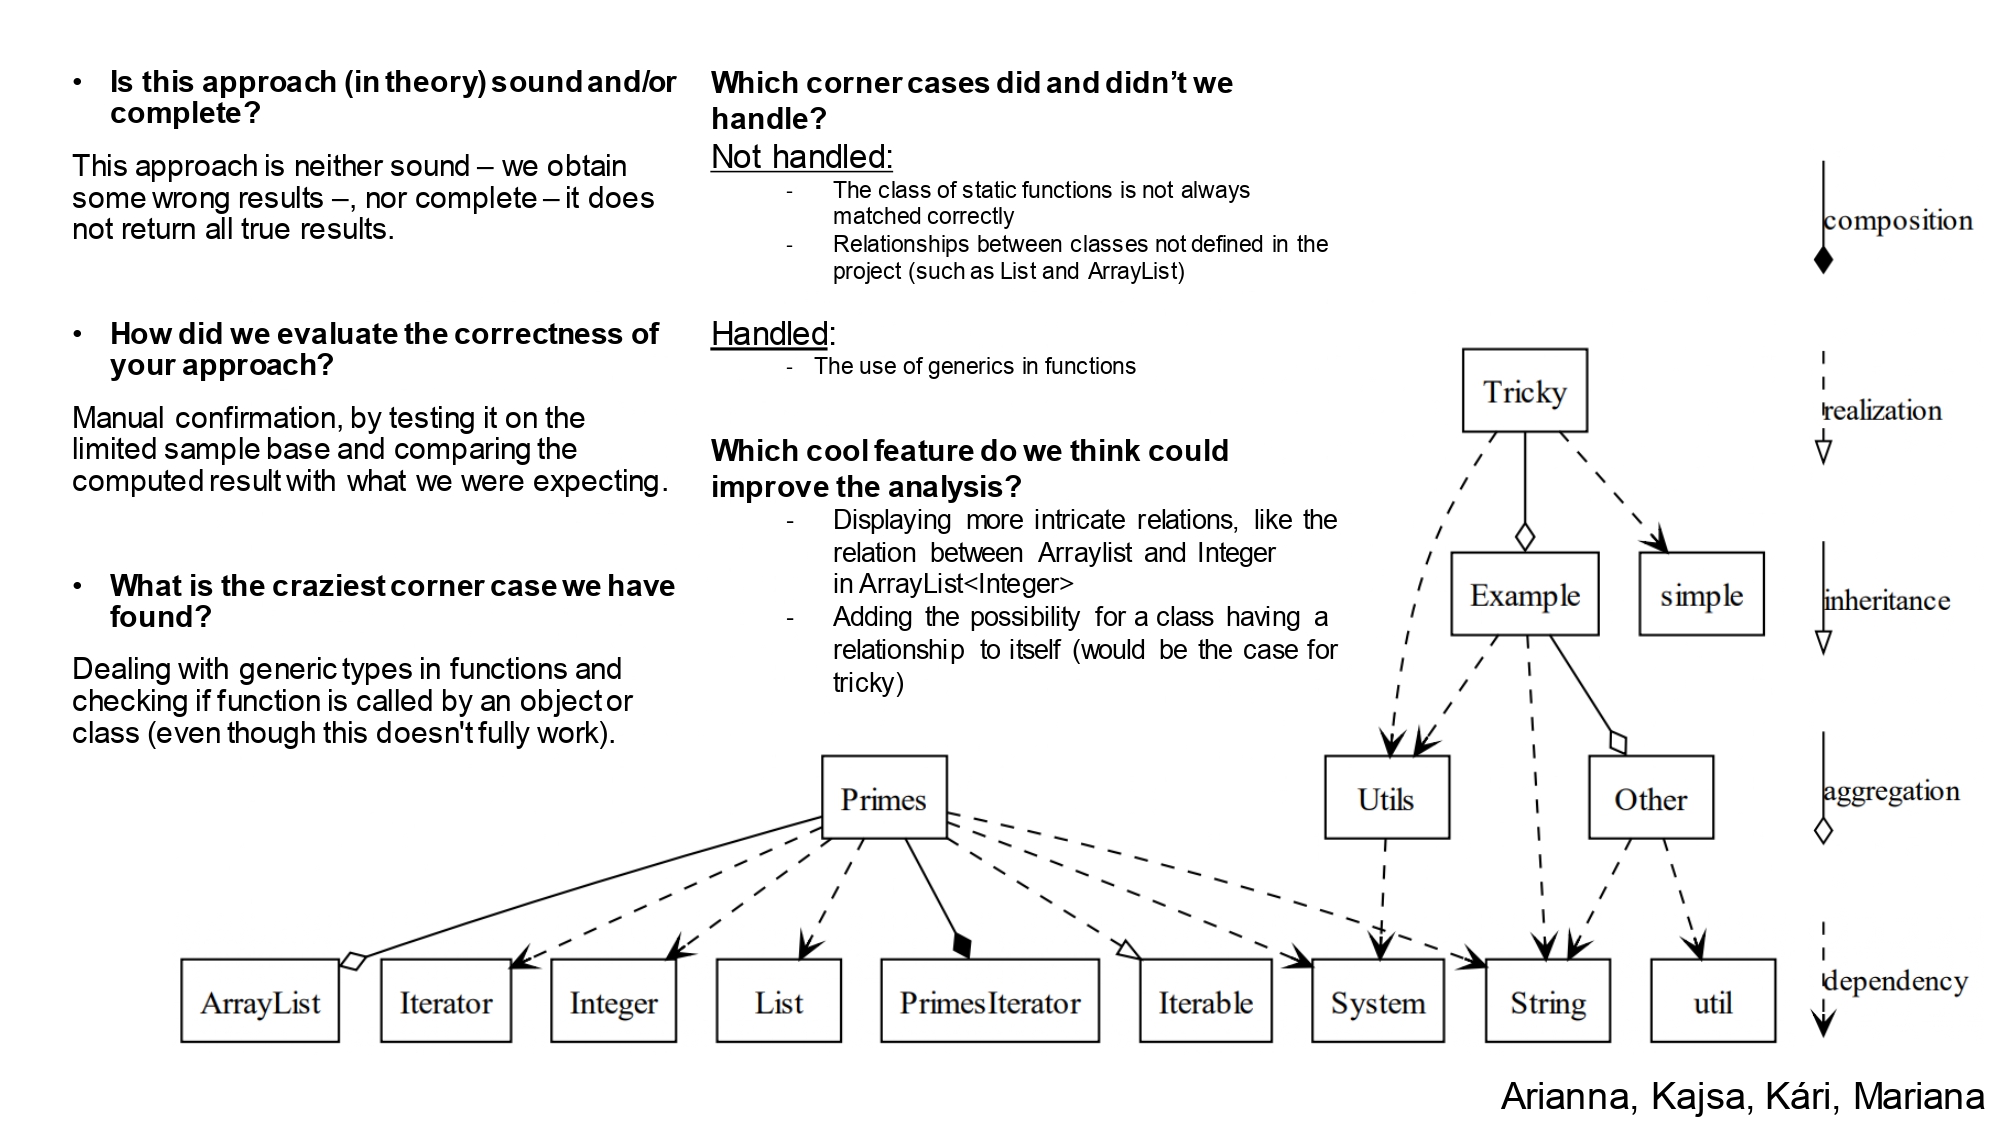 • Is this approach (in theory) sound and/or
complete?
This approach is neither sound – we obtain
some wrong results –, nor complete – it does
not return all true results.
• How did we evaluate the correctness of
your approach?
Manual confirmation, by testing it on the
limited sample base and comparing the
computed result with what we were expecting.
• What is the craziest corner case we have
found?
Dealing with generic types in functions and
checking if function is called by an object or
class (even though this doesn't fully work).
Which corner cases did and didn’t we
handle?
Not handled:
- The class of static functions is not always
matched correctly
- Relationships between classes not defined in the
project (such as List and ArrayList)
Handled:
- The use of generics in functions
Which cool feature do we think could
improve the analysis?
- Displaying more intricate relations, like the
relation between Arraylist and Integer
in ArrayList<Integer>
- Adding the possibility for a class having a
relationship to itself (would be the case for
tricky)
composition
Tricky
realization
Example
simple
inheritance
Primes
Utils
Other
aggregation
ArrayList
Iterator
Integer
List
PrimesIterator
Iterable
System
String
util
dependency
Arianna, Kajsa, Kári, Mariana